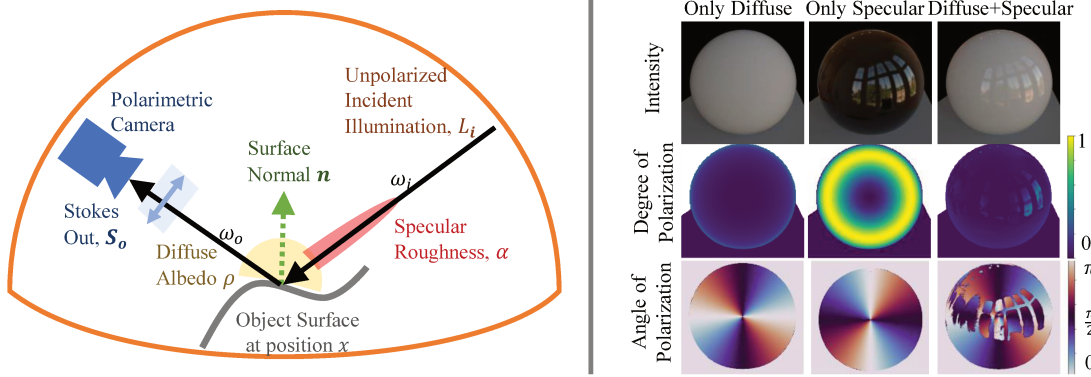 Polarimetric
Camera
Unpolarized
Incident
Illumination, Lᵢ
Surface
Normal n
ωᵢ
Stokes
Out, Sₒ
ωₒ
Diffuse
Albedo ρ
Specular
Roughness, α
Object Surface
at position x
Only Diffuse
Only Specular
Diffuse+Specular
Intensity
Degree of
Polarization
1
0
Angle of
Polarization
π
π/2
0